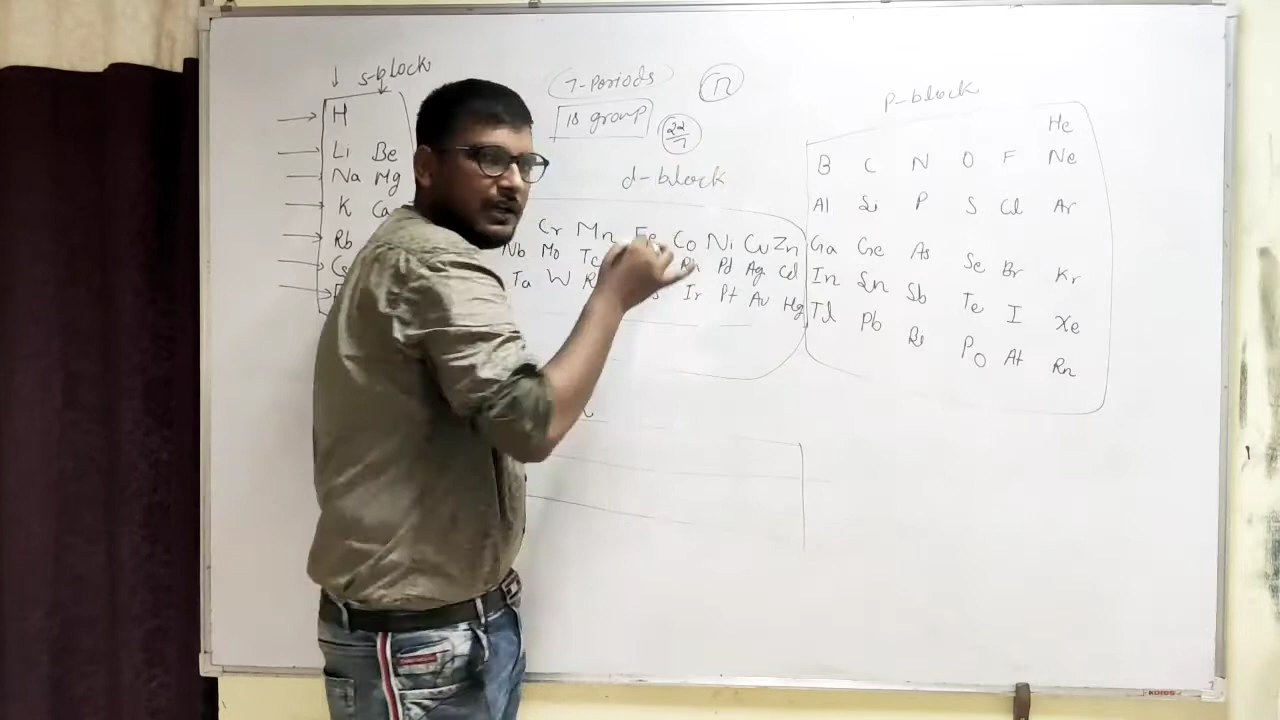 s-block
(7-Periods)
18 group
n
22/7
d-block
p-block
H
He
Li Be
B C N O F Ne
Na Mg
Al Si P S Cl Ar
K Ca
Cr Mn Fe Co Ni Cu Zn
Ga Ge As Se Br Kr
Rb
Nb Mo Tc Rh Pd Ag Cd
In Sn Sb Te I Xe
Ta W Ir Pt Au Hg
Tl Pb Po At Rn
KOROS